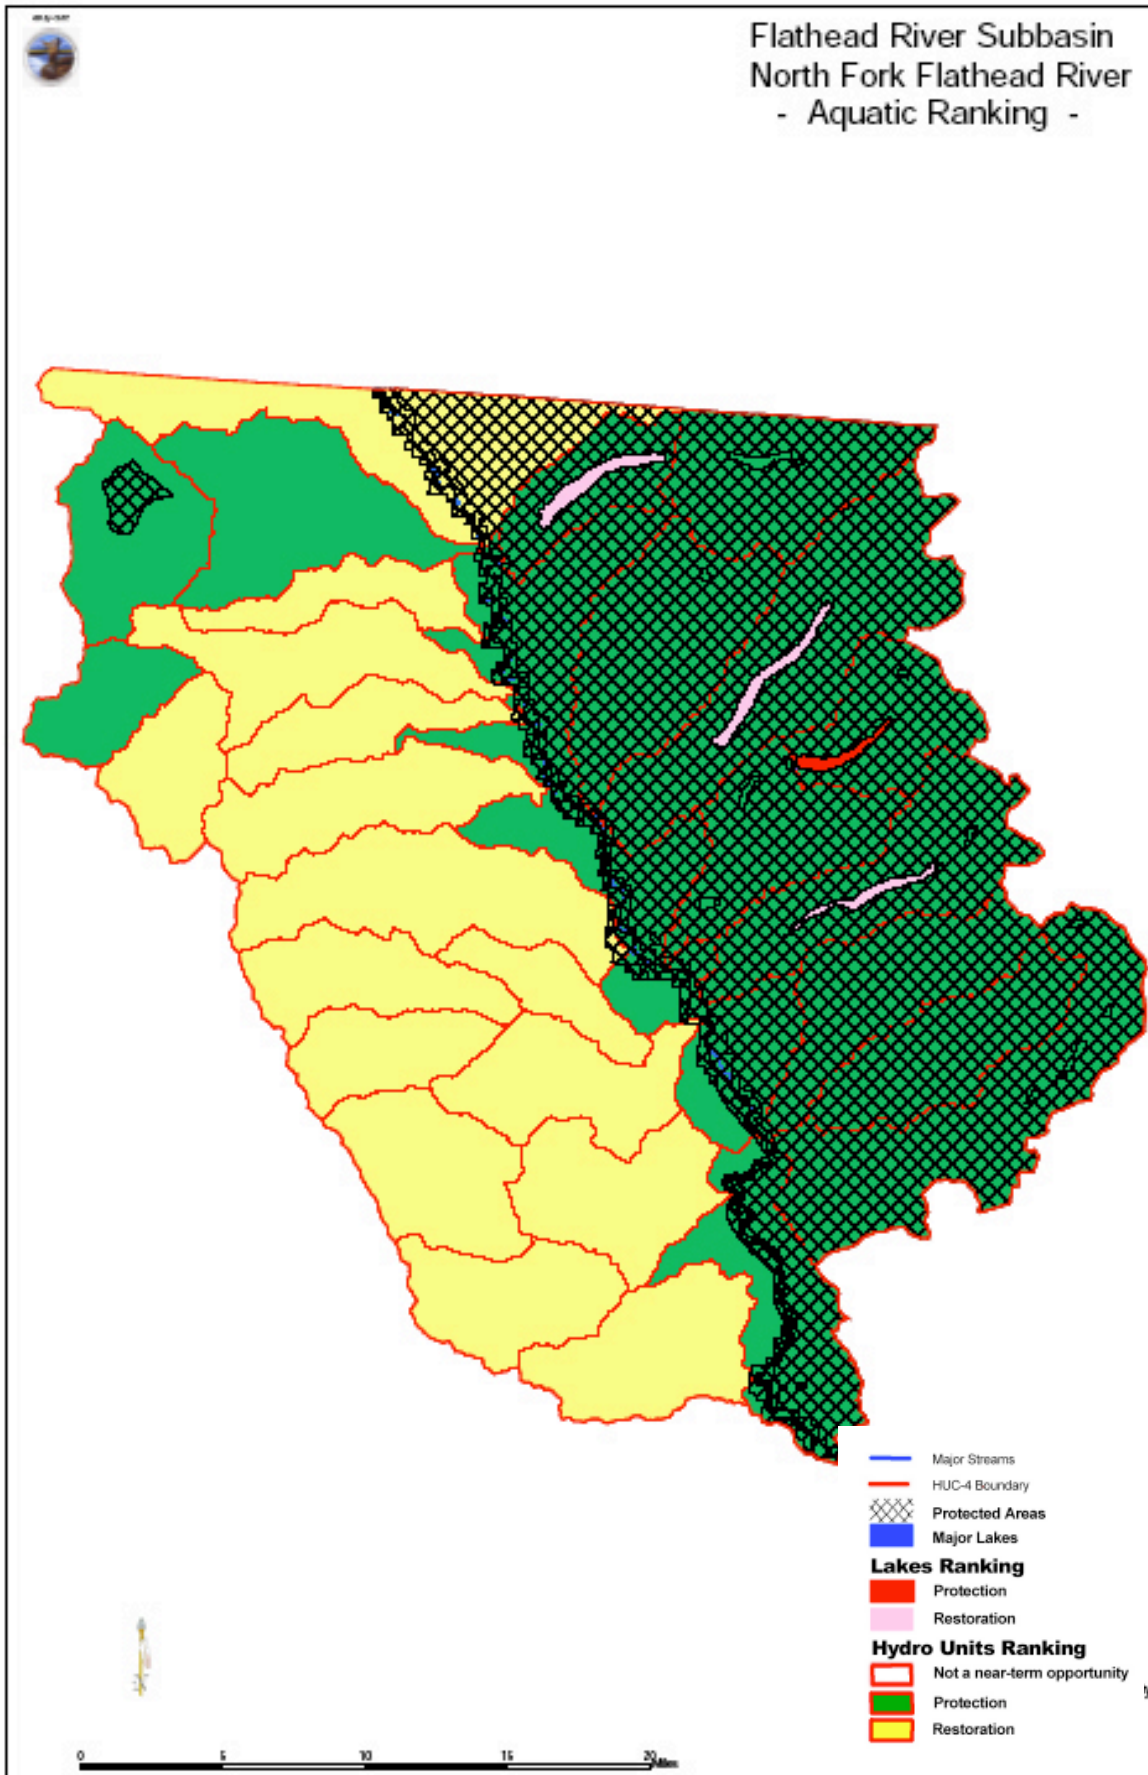 Flathead River Subbasin
North Fork Flathead River
- Aquatic Ranking -
Major Streams
HUC-4 Boundary
Protected Areas
Major Lakes
Lakes Ranking
Protection
Restoration
Hydro Units Ranking
Not a near-term opportunity
Protection
Restoration
0 5 10 15 20 Miles